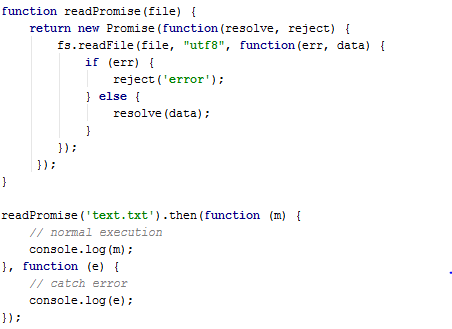 function readPromise(file) {
    return new Promise(function(resolve, reject) {
        fs.readFile(file, "utf8", function(err, data) {
            if (err) {
                reject('error');
            } else {
                resolve(data);
            }
        });
     });
}

readPromise('text.txt').then(function (m) {
    // normal execution
    console.log(m);
}, function (e) {
    // catch error
    console.log(e);
});